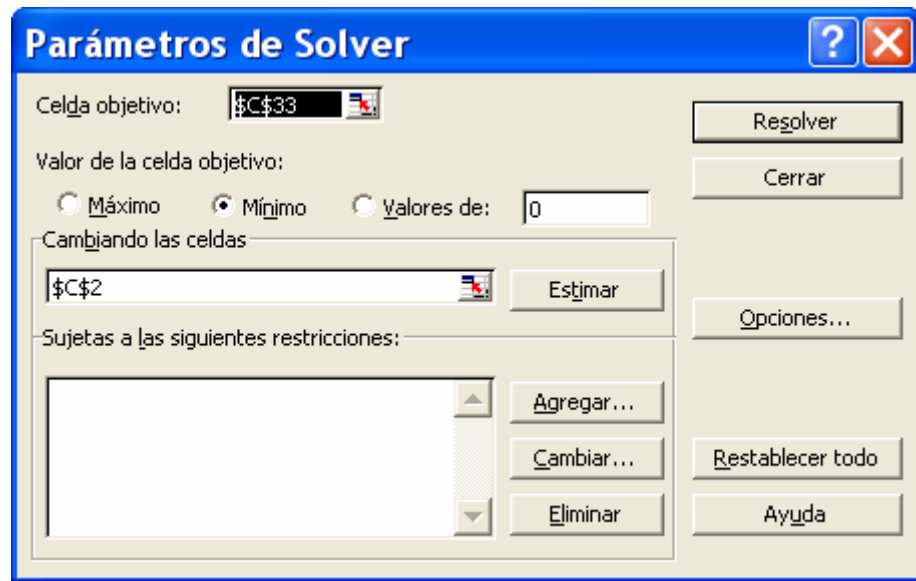 Parámetros de Solver
Celda objetivo: $C$33
Resolver
Valor de la celda objetivo:
Cerrar
Máximo Mínimo Valores de: 0
Cambiando las celdas
$C$2 Estimar
Opciones...
Sujetas a las siguientes restricciones:
Agregar...
Cambiar... Restablecer todo
Eliminar Ayuda